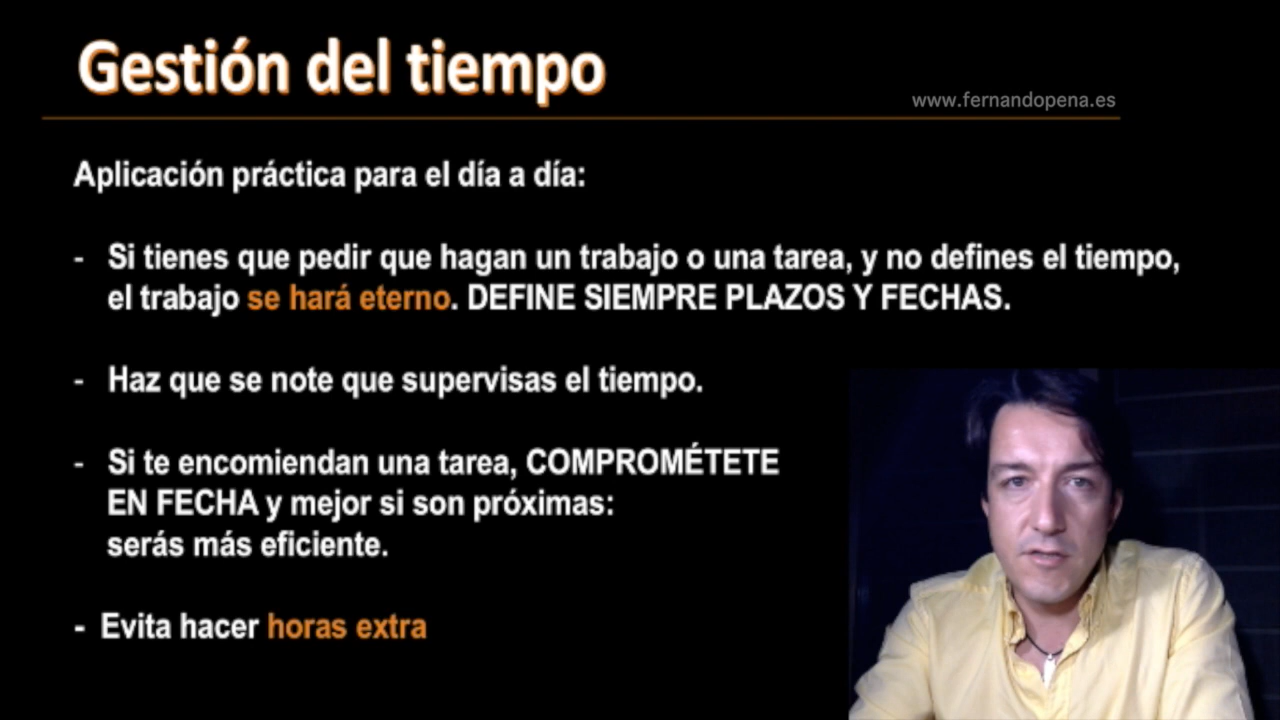 Gestión del tiempo
www.fernandopena.es
Aplicación práctica para el día a día:
- Si tienes que pedir que hagan un trabajo o una tarea, y no defines el tiempo,
el trabajo se hará eterno. DEFINE SIEMPRE PLAZOS Y FECHAS.
- Haz que se note que supervisas el tiempo.
- Si te encomiendan una tarea, COMPROMÉTETE
EN FECHA y mejor si son próximas:
serás más eficiente.
- Evita hacer horas extra